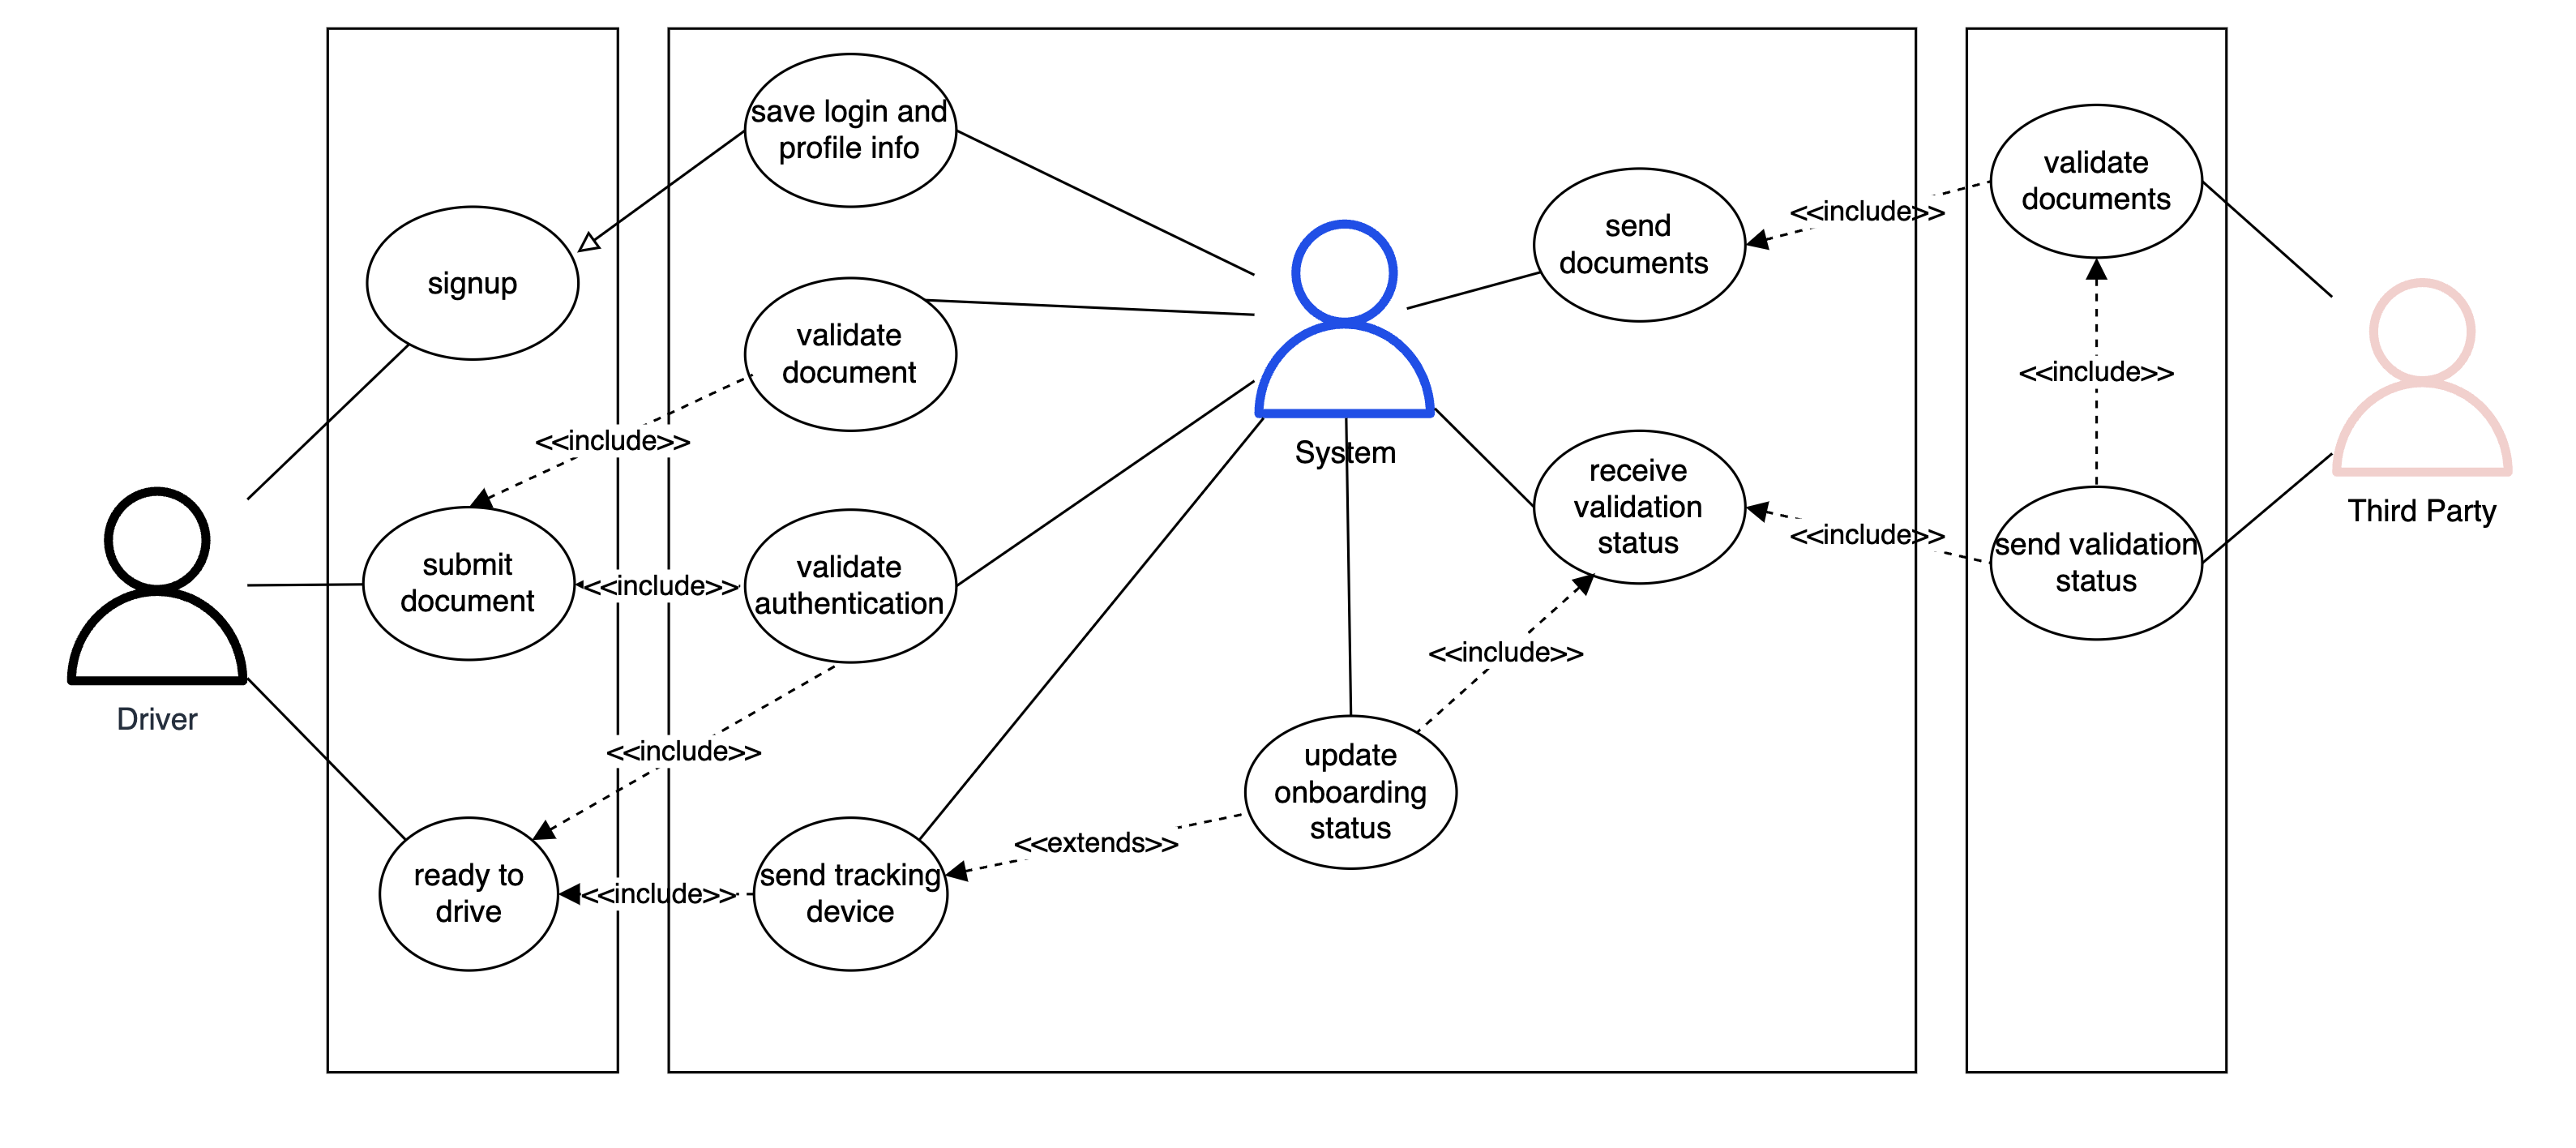 save login and
profile info
signup
validate
document
<<include>>
submit
document
<<include>>
validate
authentication
<<include>>
Driver
ready to
drive
<<include>>
send tracking
device
<<extends>>
update
onboarding
status
<<include>>
System
send
documents
<<include>>
receive
validation
status
<<include>>
validate
documents
<<include>>
send validation
status
Third Party